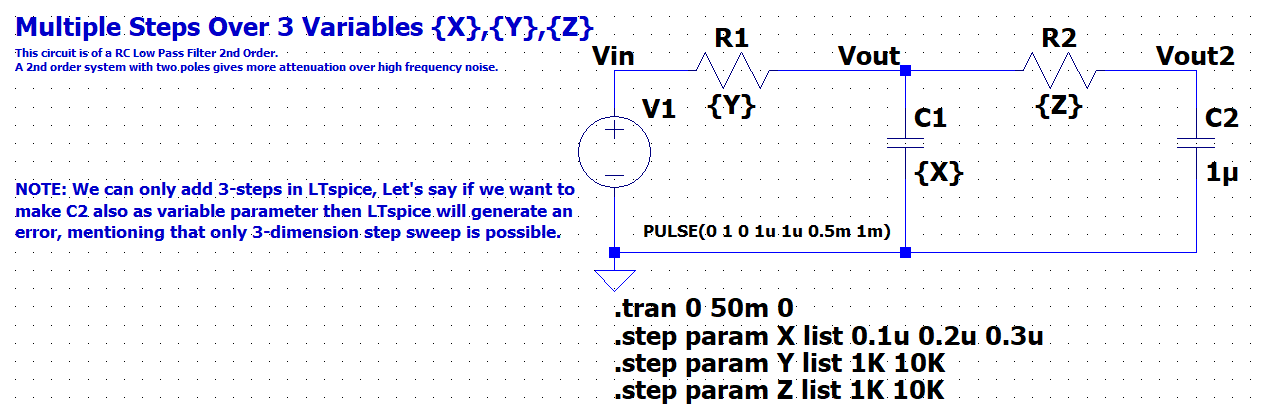 Multiple Steps Over 3 Variables {X},{Y},{Z}
This circuit is of a RC Low Pass Filter 2nd Order.
A 2nd order system with two poles gives more attenuation over high frequency noise.
NOTE: We can only add 3-steps in LTspice, Let's say if we want to
make C2 also as variable parameter then LTspice will generate an
error, mentioning that only 3-dimension step sweep is possible.
R1
R2
Vin
Vout
Vout2
V1
{Y}
{Z}
C1
C2
{X}
1µ
PULSE(0 1 0 1u 1u 0.5m 1m)
.tran 0 50m 0
.step param X list 0.1u 0.2u 0.3u
.step param Y list 1K 10K
.step param Z list 1K 10K